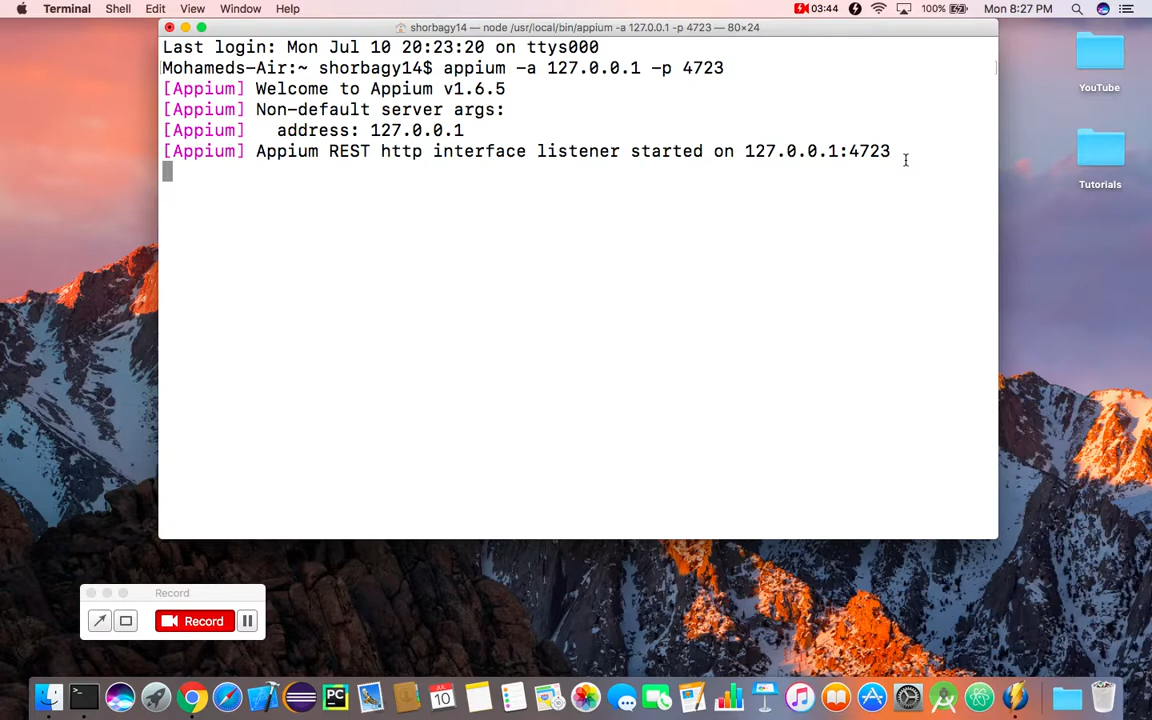 Terminal Shell Edit View Window Help 03:44 100% Mon 8:27 PM
shorbagy14 — node /usr/local/bin/appium -a 127.0.0.1 -p 4723 — 80×24
Last login: Mon Jul 10 20:23:20 on ttys000
Mohameds-Air:~ shorbagy14$ appium -a 127.0.0.1 -p 4723
[Appium] Welcome to Appium v1.6.5
[Appium] Non-default server args:
[Appium]   address: 127.0.0.1
[Appium] Appium REST http interface listener started on 127.0.0.1:4723
YouTube
Tutorials
Record
Record
>_
PC
JUL
10